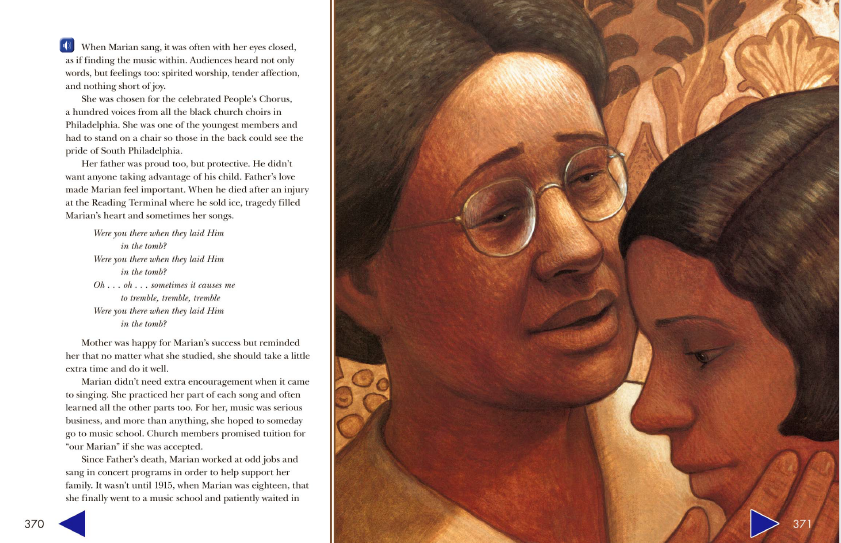 When Marian sang, it was often with her eyes closed,
as if finding the music within. Audiences heard not only
words, but feelings too: spirited worship, tender affection,
and nothing short of joy.
She was chosen for the celebrated People's Chorus,
a hundred voices from all the black church choirs in
Philadelphia. She was one of the youngest members and
had to stand on a chair so those in the back could see the
pride of South Philadelphia.
Her father was proud too, but protective. He didn't
want anyone taking advantage of his child. Father's love
made Marian feel important. When he died after an injury
at the Reading Terminal where he sold ice, tragedy filled
Marian's heart and sometimes her songs.
Were you there when they laid Him
in the tomb?
Were you there when they laid Him
in the tomb?
Oh . . . oh . . . sometimes it causes me
to tremble, tremble, tremble
Were you there when they laid Him
in the tomb?
Mother was happy for Marian's success but reminded
her that no matter what she studied, she should take a little
extra time and do it well.
Marian didn't need extra encouragement when it came
to singing. She practiced her part of each song and often
learned all the other parts too. For her, music was serious
business, and more than anything, she hoped to someday
go to music school. Church members promised tuition for
"our Marian" if she was accepted.
Since Father's death, Marian worked at odd jobs and
sang in concert programs in order to help support her
family. It wasn't until 1915, when Marian was eighteen, that
she finally went to a music school and patiently waited in
370
371